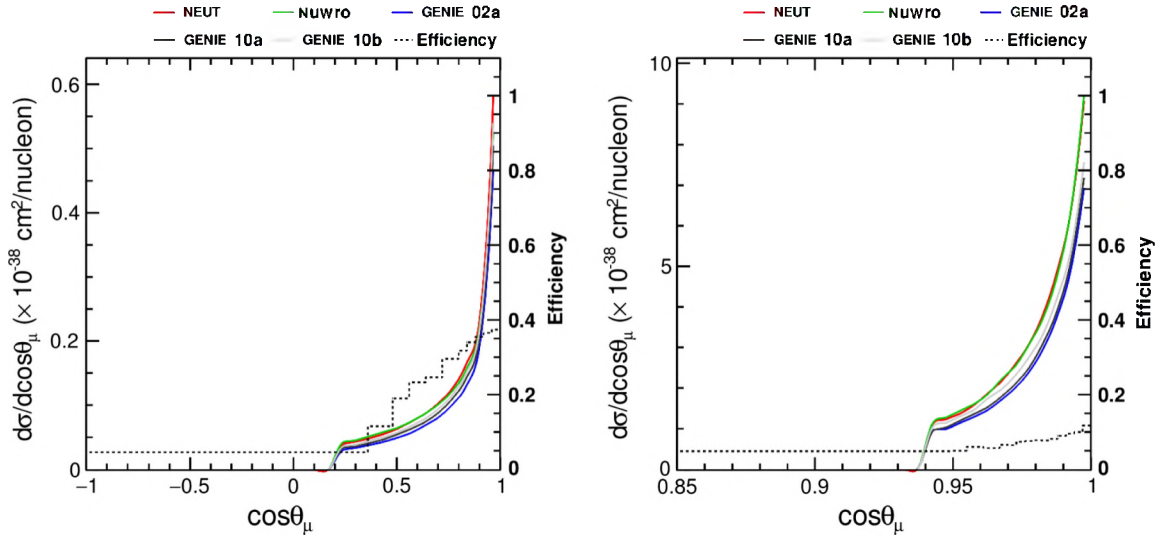 NEUT Nuwro GENIE 02a
GENIE 10a GENIE 10b Efficiency
0.6
0.4
0.2
0
1
0.8
0.6
0.4
0.2
0
−1 −0.5 0 0.5 1
dσ/dcosθμ (× 10-38 cm2/nucleon)
Efficiency
cosθμ
NEUT Nuwro GENIE 02a
GENIE 10a GENIE 10b Efficiency
10
5
0
1
0.8
0.6
0.4
0.2
0
0.85 0.9 0.95 1
dσ/dcosθμ (× 10-38 cm2/nucleon)
Efficiency
cosθμ